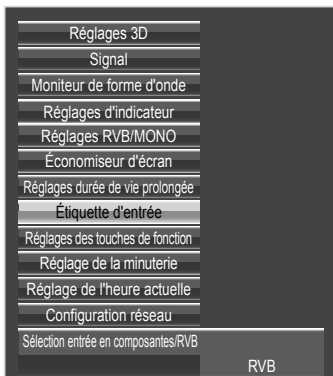 Réglages 3D
Signal
Moniteur de forme d'onde
Réglages d'indicateur
Réglages RVB/MONO
Économiseur d'écran
Réglages durée de vie prolongée
Étiquette d'entrée
Réglages des touches de fonction
Réglage de la minuterie
Réglage de l'heure actuelle
Configuration réseau
Sélection entrée en composantes/RVB
RVB